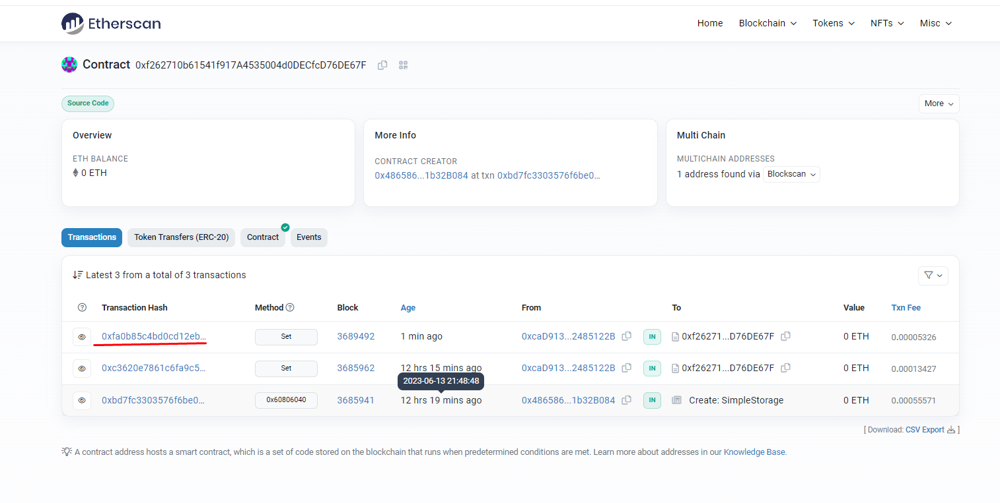 Etherscan
Home Blockchain Tokens NFTs Misc
Contract 0xf262710b61541f917A4535004d0DECfcD76DE67F
Source Code
More
Overview
ETH BALANCE
0 ETH
More Info
CONTRACT CREATOR
0x486586...1b32B084 at txn 0xbd7fc3303576f6be0...
Multi Chain
MULTICHAIN ADDRESSES
1 address found via Blockscan
Transactions Token Transfers (ERC-20) Contract Events
Latest 3 from a total of 3 transactions
Transaction Hash Method Block Age From To Value Txn Fee
0xfa0b85c4bd0cd12eb... Set 3689492 1 min ago 0xcaD913...2485122B IN 0xf26271...D76DE67F 0 ETH 0.00005326
0xc3620e7861c6fa9c5... Set 3685962 12 hrs 15 mins ago 0xcaD913...2485122B IN 0xf26271...D76DE67F 0 ETH 0.00013427
2023-06-13 21:48:48
0xbd7fc3303576f6be0... 0x60806040 3685941 12 hrs 19 mins ago 0x486586...1b32B084 IN Create: SimpleStorage 0 ETH 0.00055571
[ Download: CSV Export ]
A contract address hosts a smart contract, which is a set of code stored on the blockchain that runs when predetermined conditions are met. Learn more about addresses in our Knowledge Base.